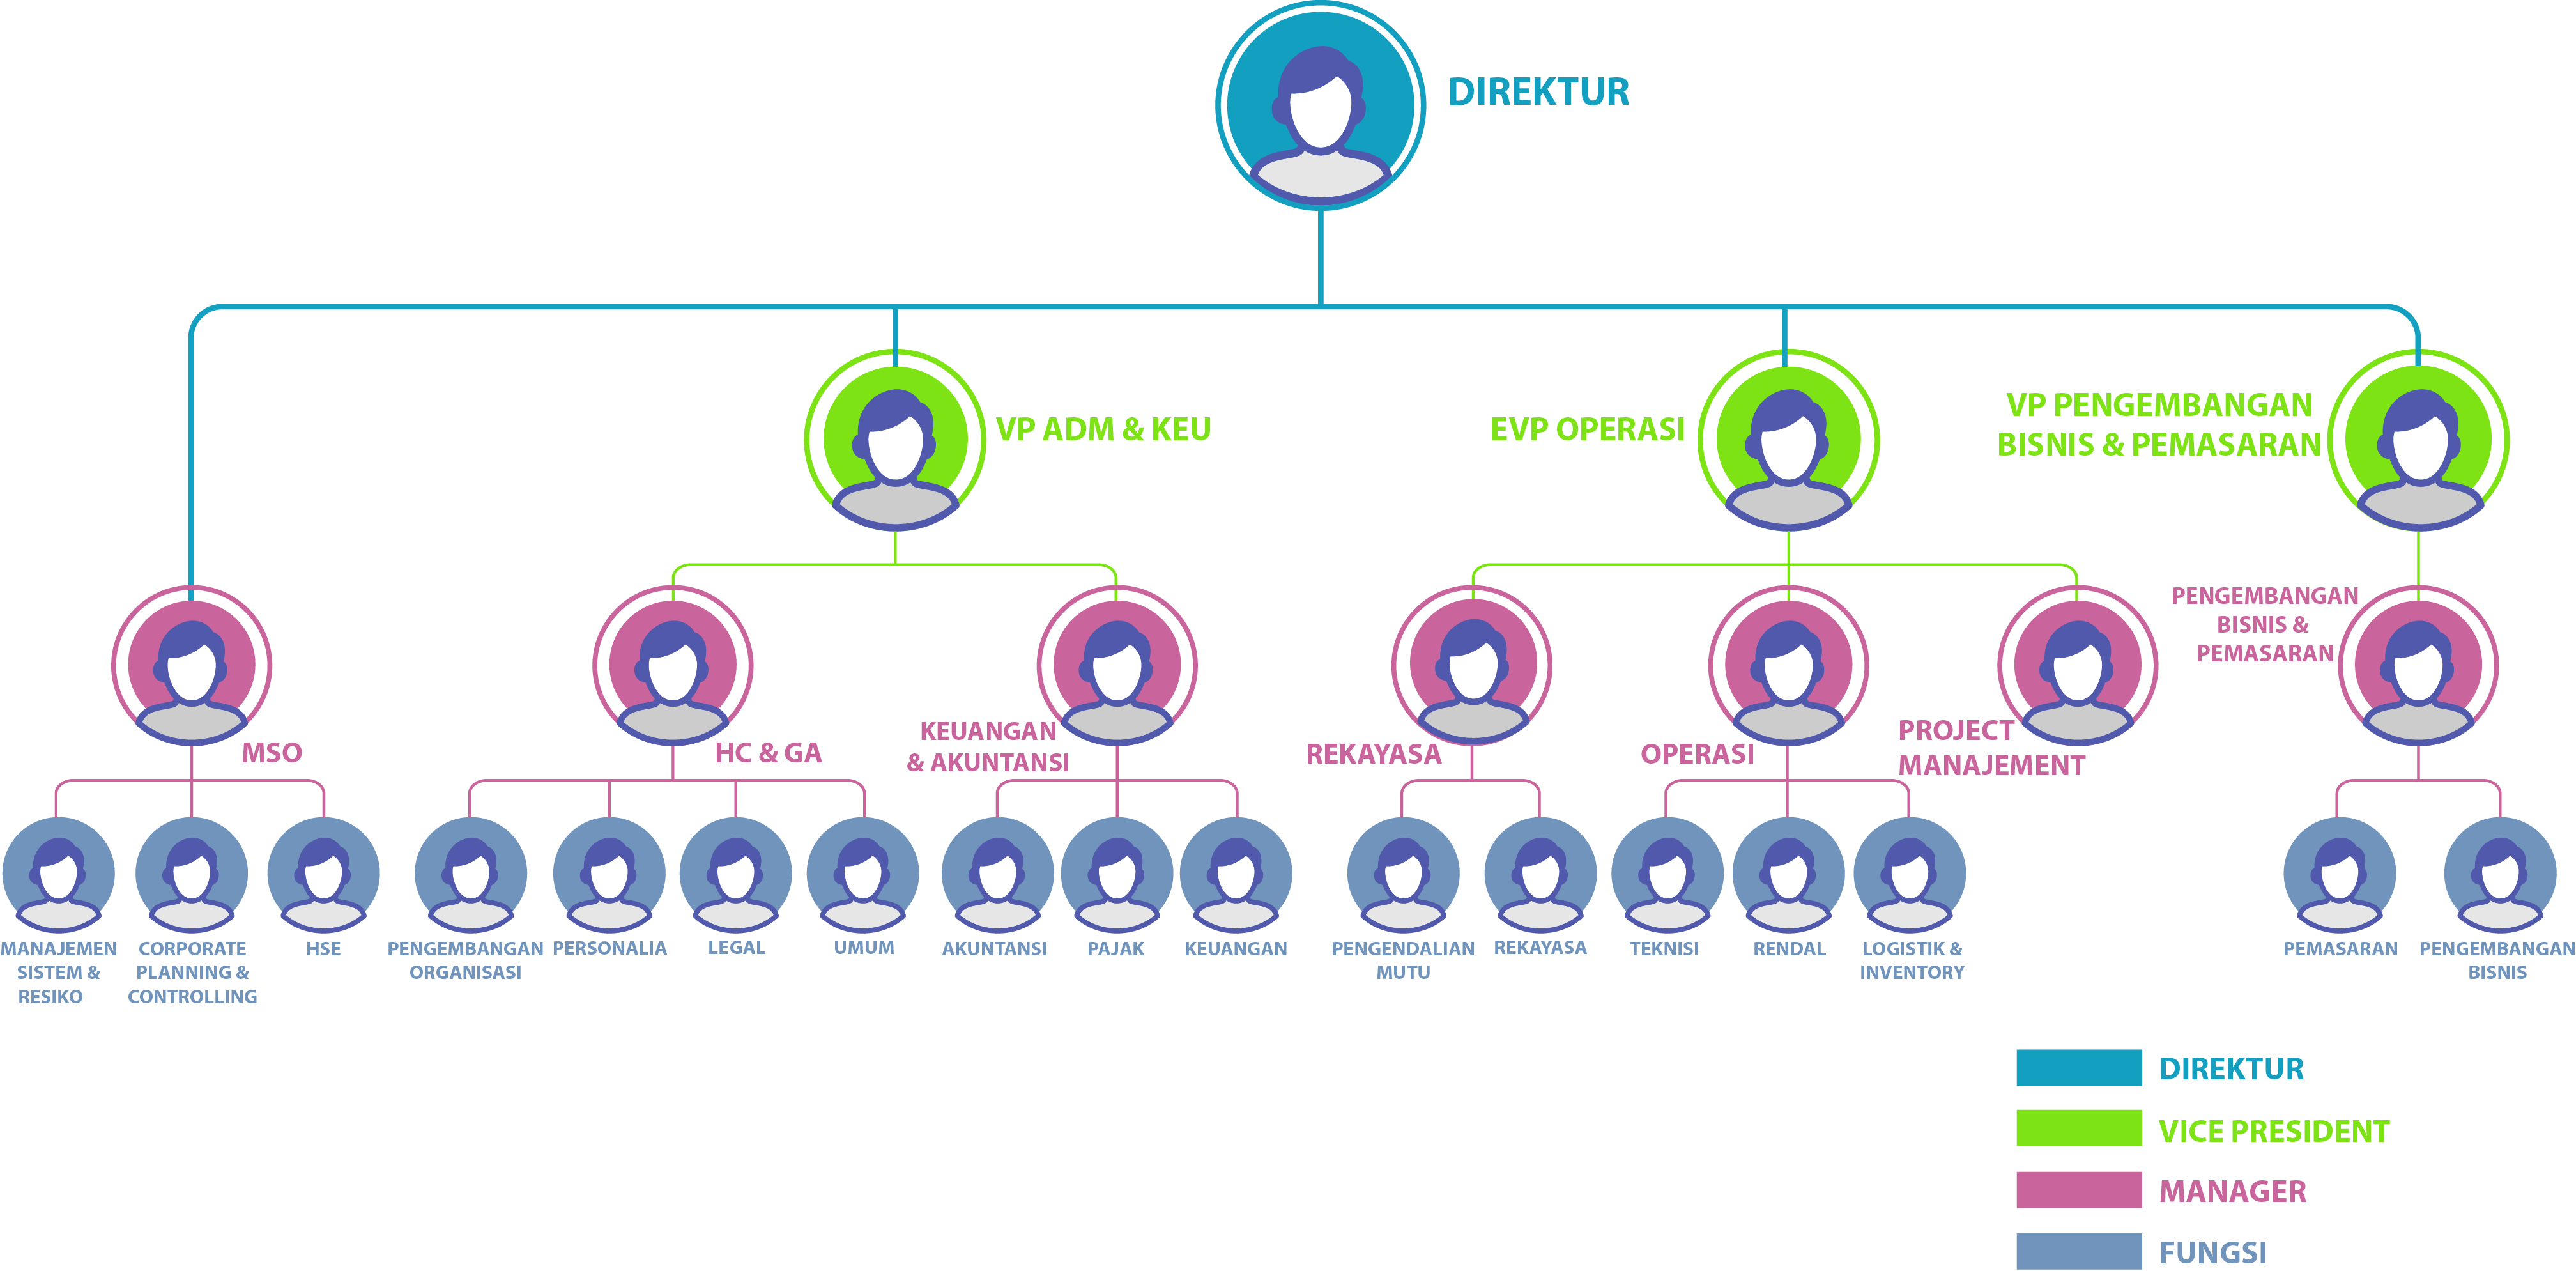 DIREKTUR
VP ADM & KEU
EVP OPERASI
VP PENGEMBANGAN
BISNIS & PEMASARAN
MSO
HC & GA
KEUANGAN
& AKUNTANSI
REKAYASA
OPERASI
PROJECT
MANAJEMENT
PENGEMBANGAN
BISNIS &
PEMASARAN
MANAJEMEN
SISTEM &
RESIKO
CORPORATE
PLANNING &
CONTROLLING
HSE
PENGEMBANGAN
ORGANISASI
PERSONALIA
LEGAL
UMUM
AKUNTANSI
PAJAK
KEUANGAN
PENGENDALIAN
MUTU
REKAYASA
TEKNISI
RENDAL
LOGISTIK &
INVENTORY
PEMASARAN
PENGEMBANGAN
BISNIS
DIREKTUR
VICE PRESIDENT
MANAGER
FUNGSI